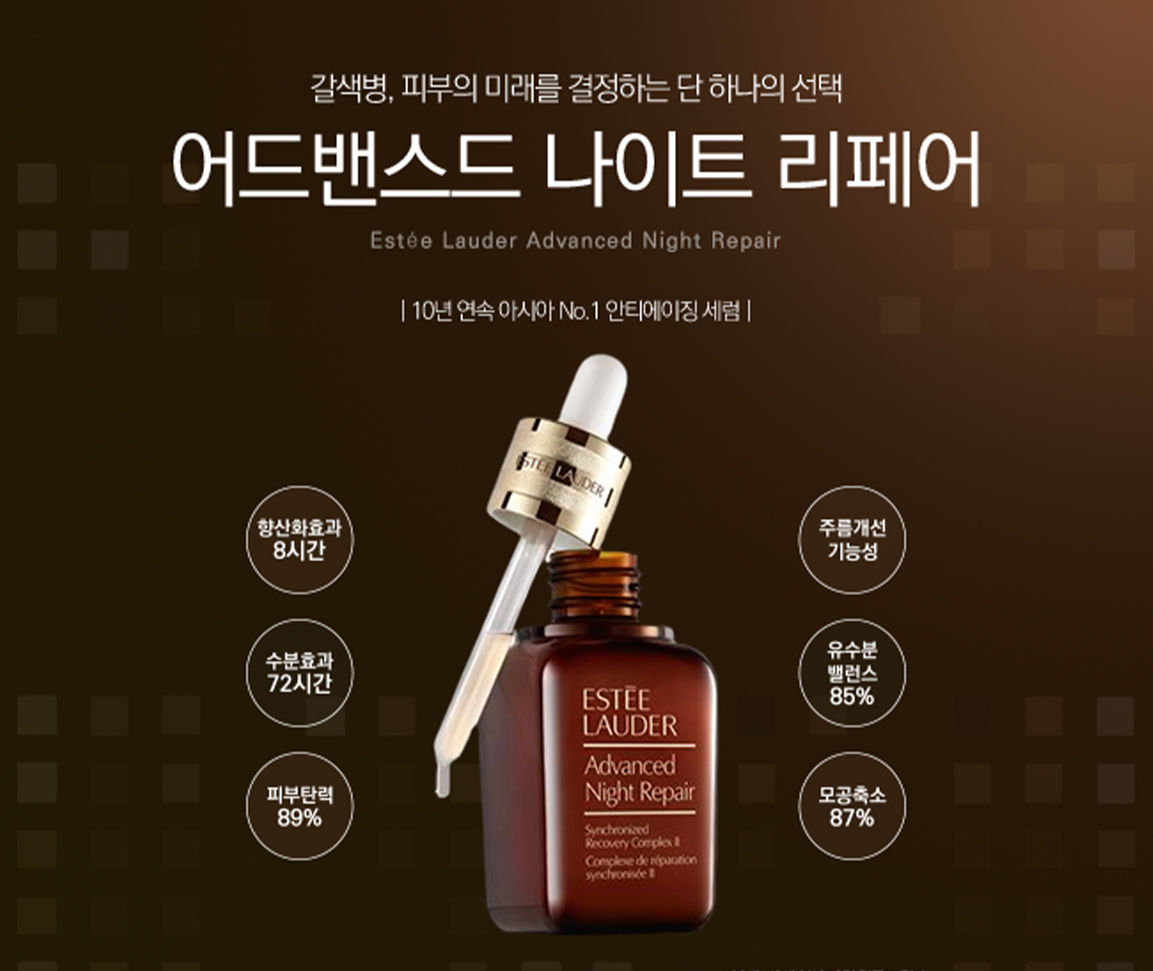 갈색병, 피부의 미래를 결정하는 단 하나의 선택
어드밴스드 나이트 리페어
Estée Lauder Advanced Night Repair
| 10년 연속 아시아 No.1 안티에이징 세럼 |
ESTĒE LAUDER
향산화효과
8시간
수분효과
72시간
피부탄력
89%
주름개선
기능성
유수분
밸런스
85%
모공축소
87%
ESTĒE
LAUDER
Advanced
Night Repair
Synchronized
Recovery Complex II
Complexe de réparation
synchronisée II